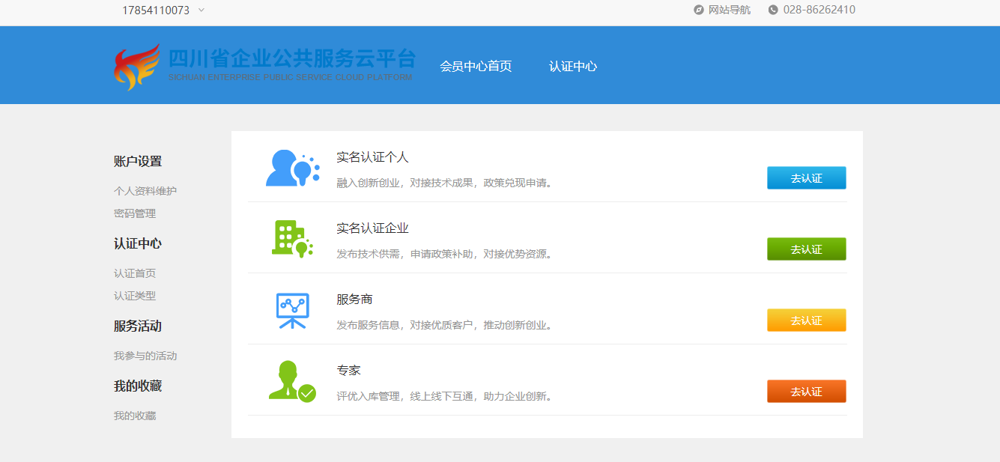 17854110073
网站导航
028-86262410
四川省企业公共服务云平台
SICHUAN ENTERPRISE PUBLIC SERVICE CLOUD PLATFORM
会员中心首页
认证中心
账户设置
个人资料维护
密码管理
认证中心
认证首页
认证类型
服务活动
我参与的活动
我的收藏
我的收藏
实名认证个人
融入创新创业，对接技术成果，政策兑现申请。
去认证
实名认证企业
发布技术供需，申请政策补助，对接优势资源。
去认证
服务商
发布服务信息，对接优质客户，推动创新创业。
去认证
专家
评优入库管理，线上线下互通，助力企业创新。
去认证